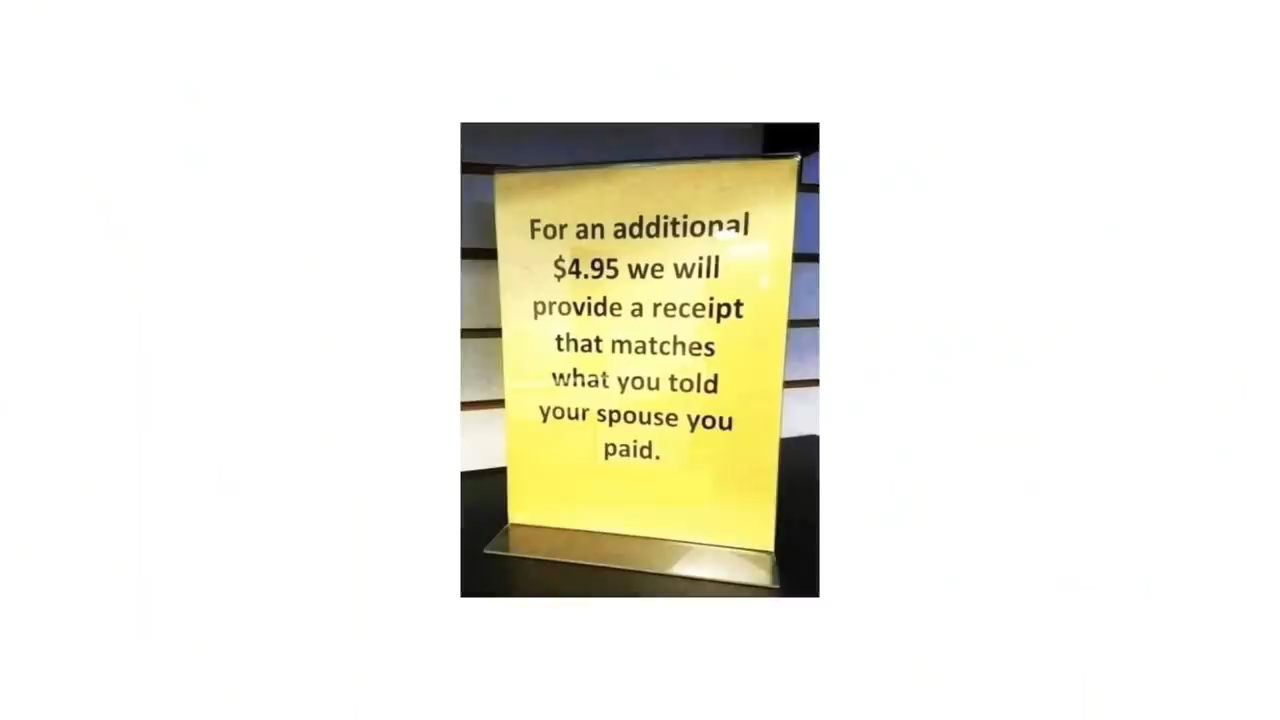 For an additional
$4.95 we will
provide a receipt
that matches
what you told
your spouse you
paid.